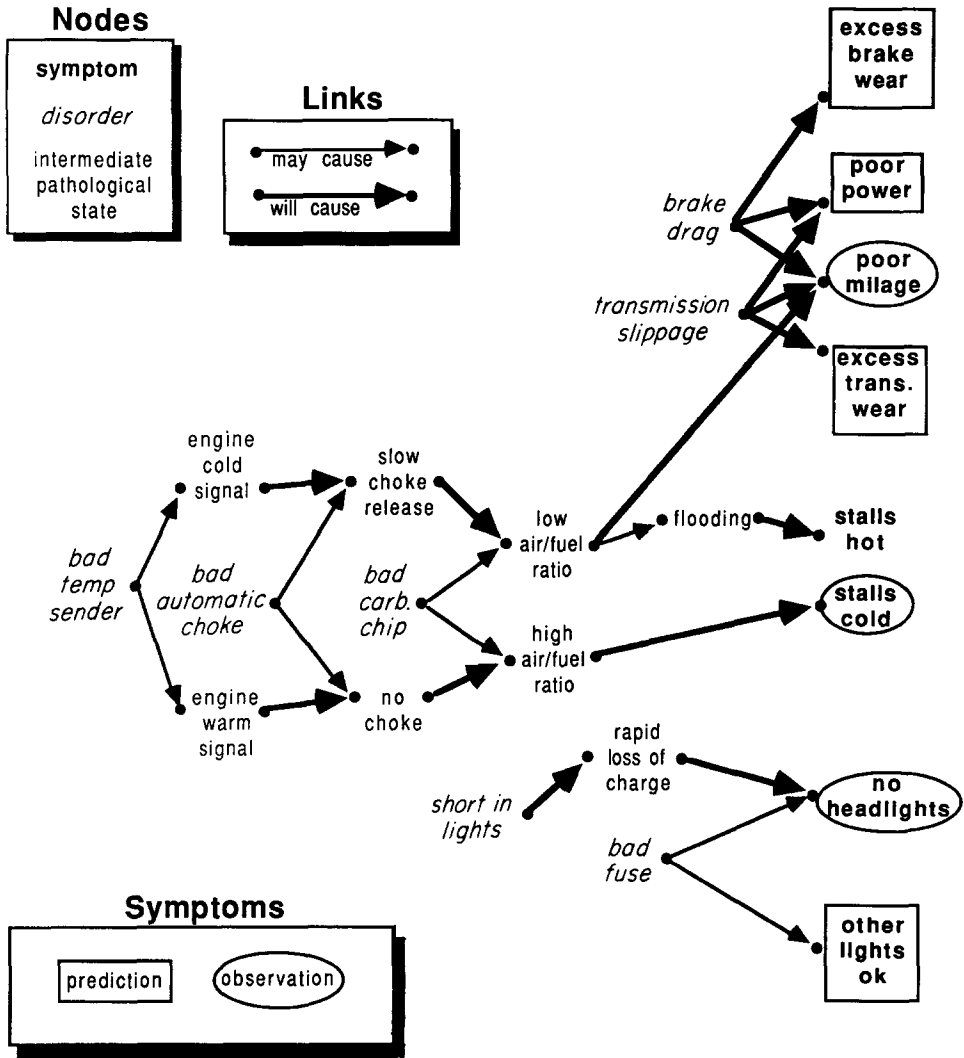 Nodes
symptom
disorder
intermediate
pathological
state
Links
may cause
will cause
excess
brake
wear
poor
power
brake
drag
poor
milage
transmission
slippage
excess
trans.
wear
engine
cold
signal
slow
choke
release
low
air/fuel
ratio
flooding
stalls
hot
bad
temp
sender
bad
automatic
choke
bad
carb.
chip
stalls
cold
high
air/fuel
ratio
engine
warm
signal
no
choke
rapid
loss of
charge
short in
lights
no
headlights
bad
fuse
other
lights
ok
Symptoms
prediction
observation